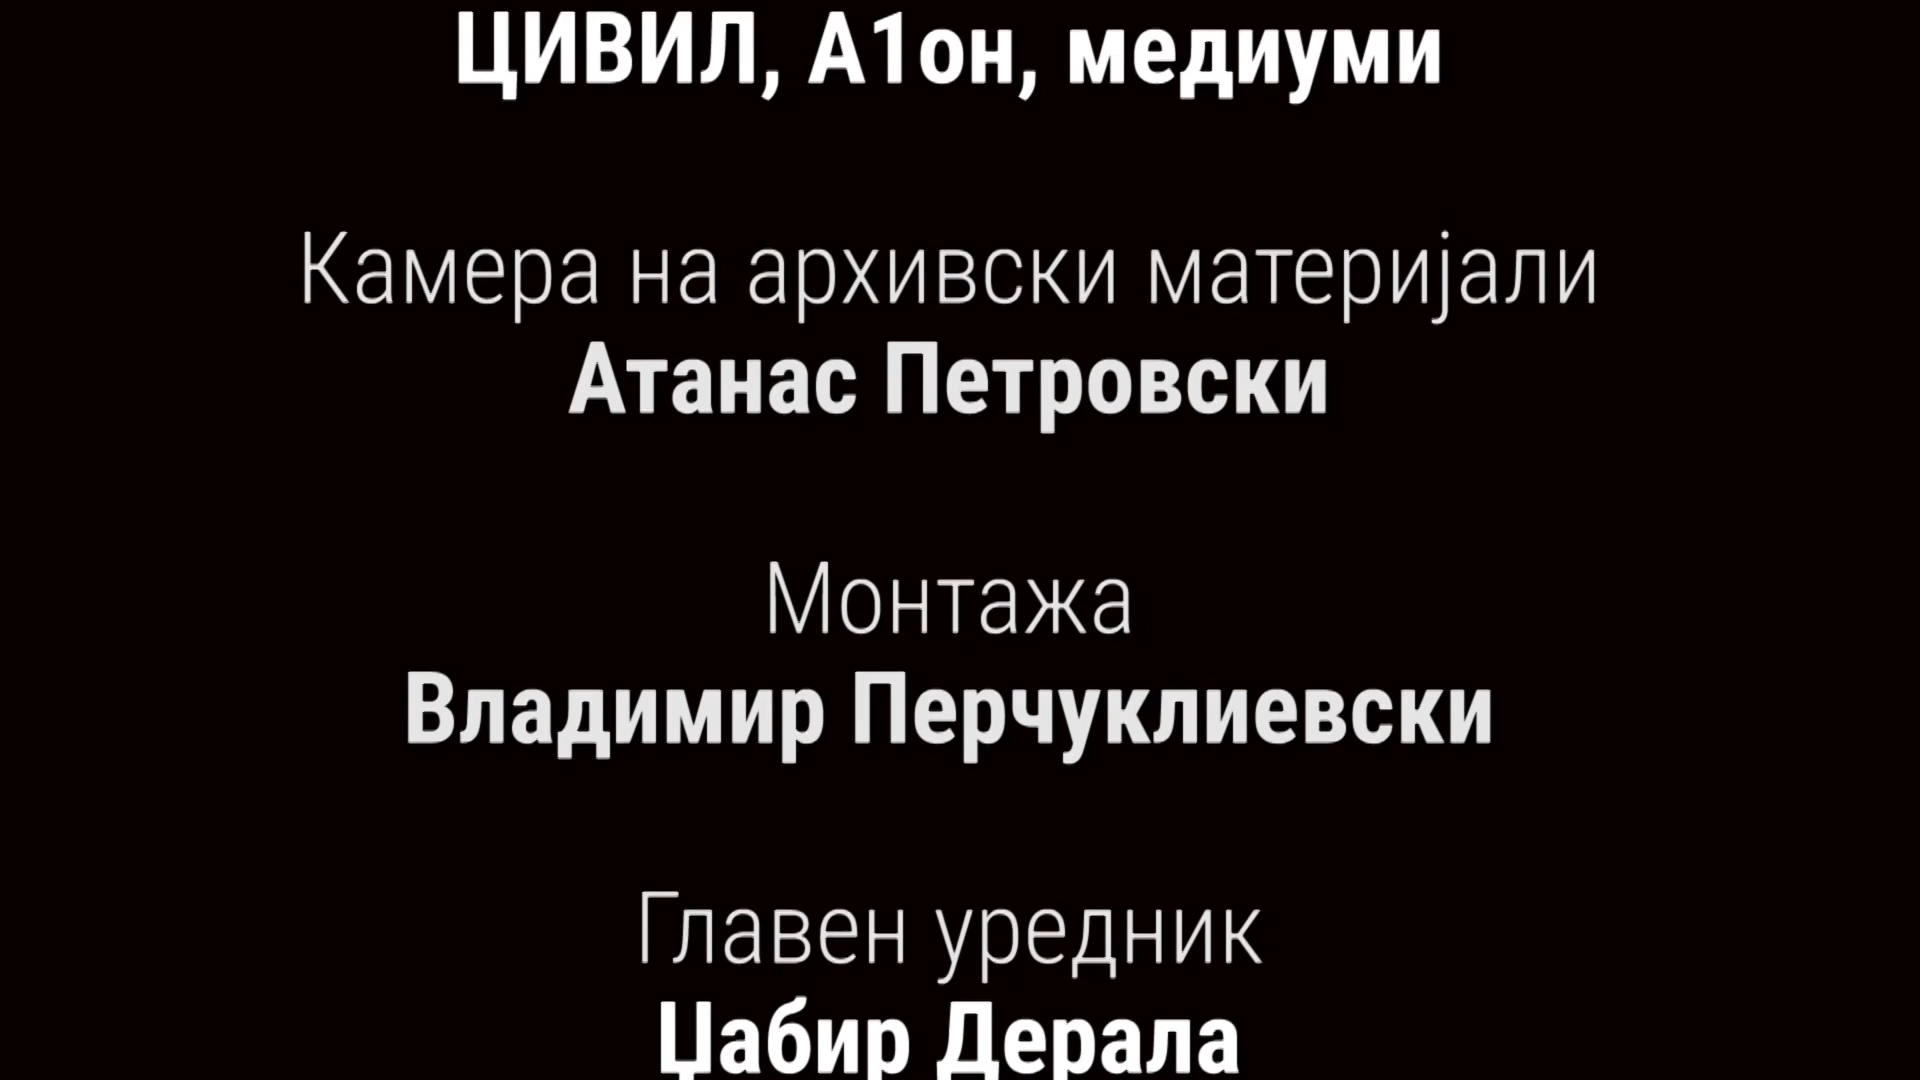 ЦИВИЛ, А1он, медиуми
Камера на архивски материјали
Атанас Петровски
Монтажа
Владимир Перчуклиевски
Главен уредник
Џабир Дерала